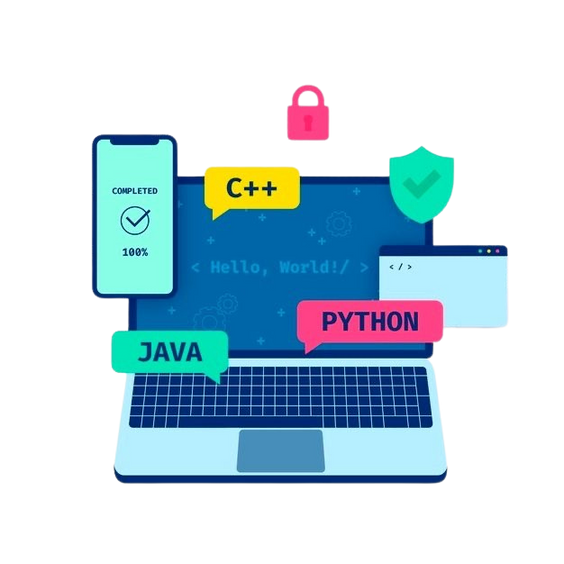 COMPLETED
100%
C++
< Hello, World!/ >
</>
PYTHON
JAVA